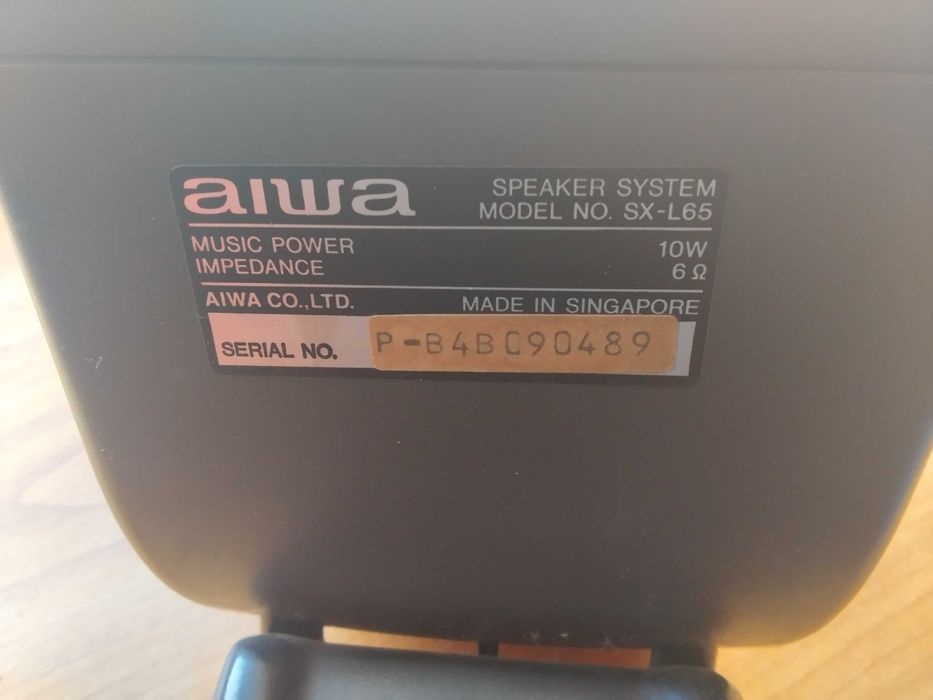 aiwa
SPEAKER SYSTEM
MODEL NO. SX-L65
MUSIC POWER 10W
IMPEDANCE 6 Ω
AIWA CO.,LTD. MADE IN SINGAPORE
SERIAL NO. P-B4B090489